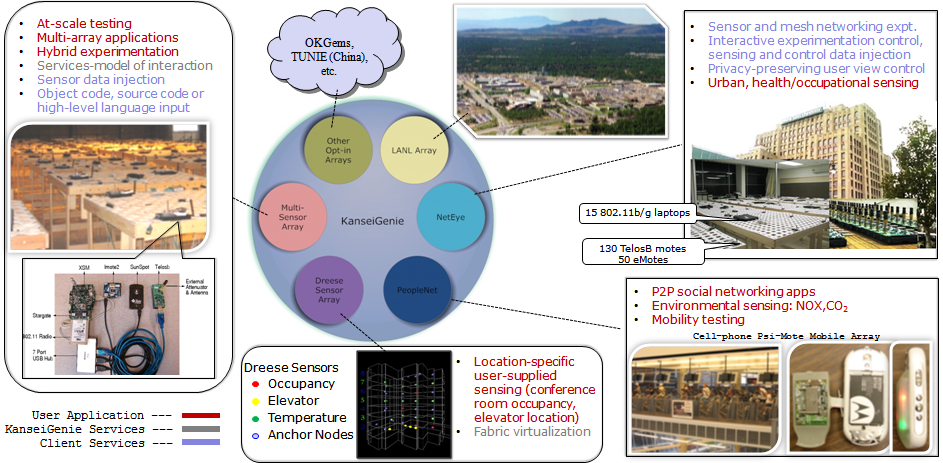 At-scale testing
Multi-array applications
Hybrid experimentation
Services-model of interaction
Sensor data injection
Object code, source code or
high-level language input
XSM
Imote2
SunSpot
TelosB
External
Attenuator
& Antenna
Stargate
802.11 Radio
7 Port
USB Hub
User Application ---
KanseiGenie Services ---
Client Services ---
OKGems,
TUNIE (China),
etc.
Other
Opt-in
Arrays
LANL Array
Multi-
Sensor
Array
KanseiGenie
NetEye
Dreese
Sensor
Array
PeopleNet
Sensor and mesh networking expt.
Interactive experimentation control,
sensing and control data injection
Privacy-preserving user view control
Urban, health/occupational sensing
15 802.11b/g laptops
130 TelosB motes
50 eMotes
Dreese Sensors
Occupancy
Elevator
Temperature
Anchor Nodes
Location-specific
user-supplied
sensing (conference
room occupancy,
elevator location)
Fabric virtualization
P2P social networking apps
Environmental sensing: NOX,CO2
Mobility testing
Cell-phone Psi-Mote Mobile Array